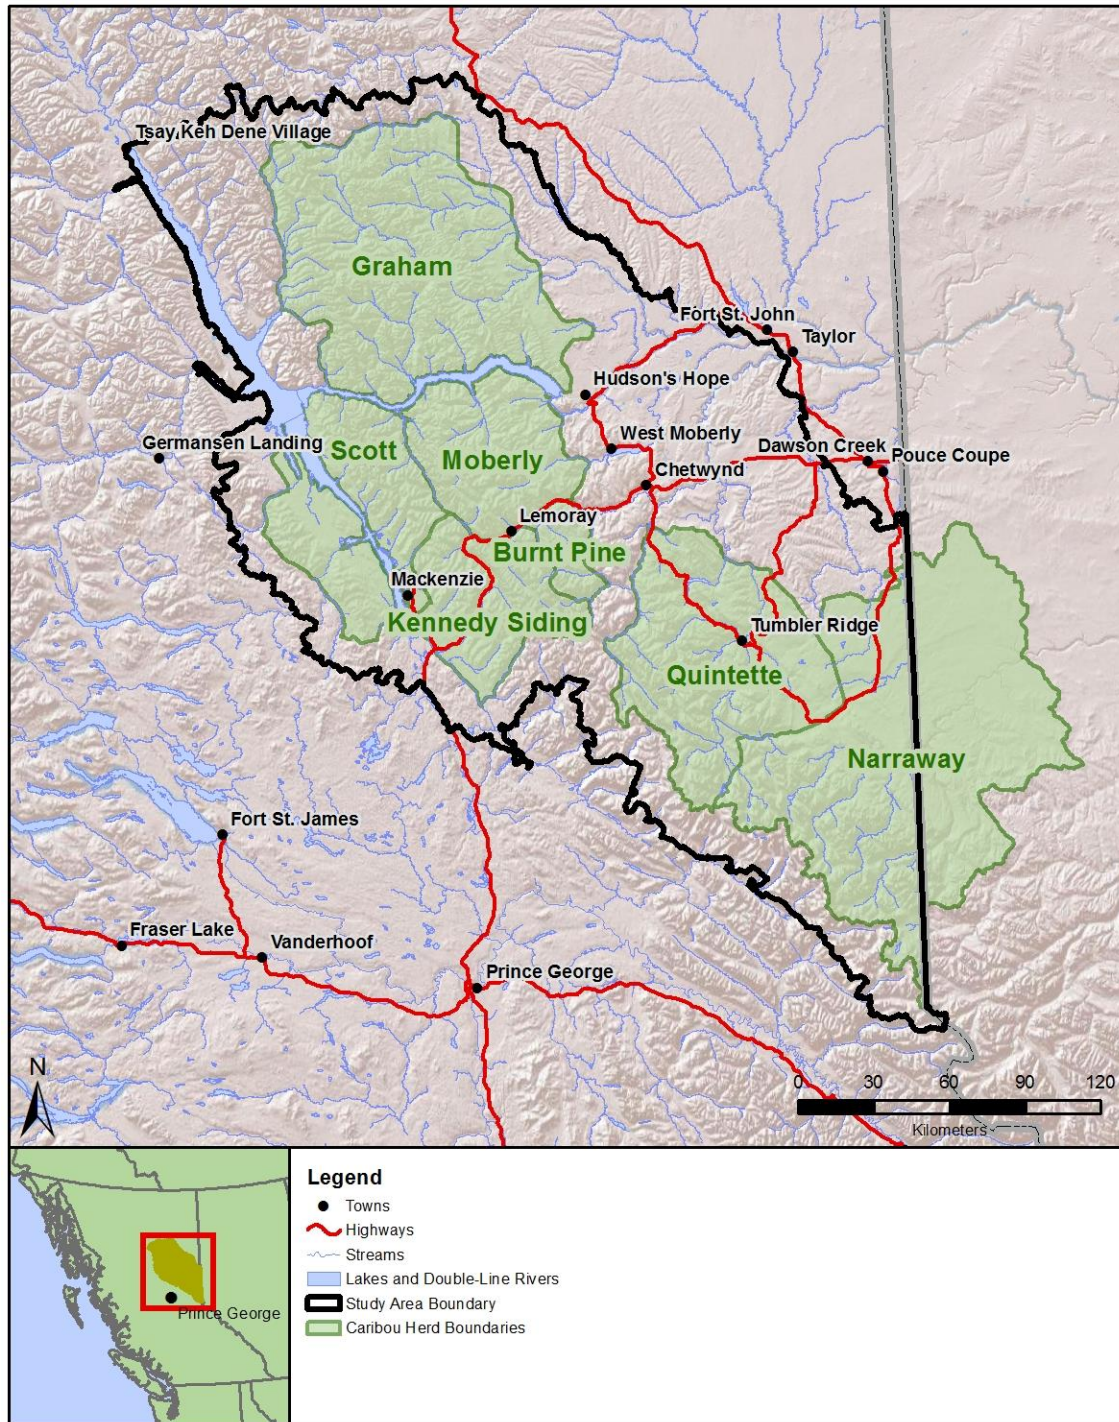 Tsay Keh Dene Village
Graham
Fort St. John
Taylor
Hudson's Hope
Germansen Landing
Scott
Moberly
West Moberly
Dawson Creek
Pouce Coupe
Chetwynd
Lemoray
Burnt Pine
Mackenzie
Kennedy Siding
Tumbler Ridge
Quintette
Narraway
Fort St. James
Fraser Lake
Vanderhoof
Prince George
N
0 30 60 90 120
Kilometers
Prince George
Legend
Towns
Highways
Streams
Lakes and Double-Line Rivers
Study Area Boundary
Caribou Herd Boundaries